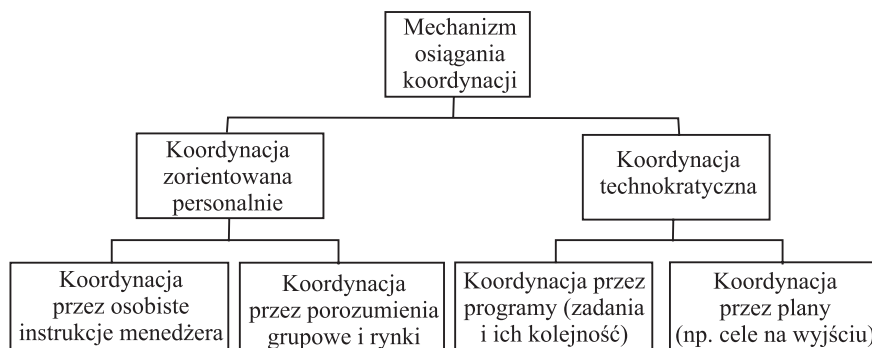 Mechanizm
osiągania
koordynacji
Koordynacja
zorientowana
personalnie
Koordynacja
technokratyczna
Koordynacja
przez osobiste
instrukcje menedżera
Koordynacja
przez porozumienia
grupowe i rynki
Koordynacja przez
programy (zadania
i ich kolejność)
Koordynacja
przez plany
(np. cele na wyjściu)